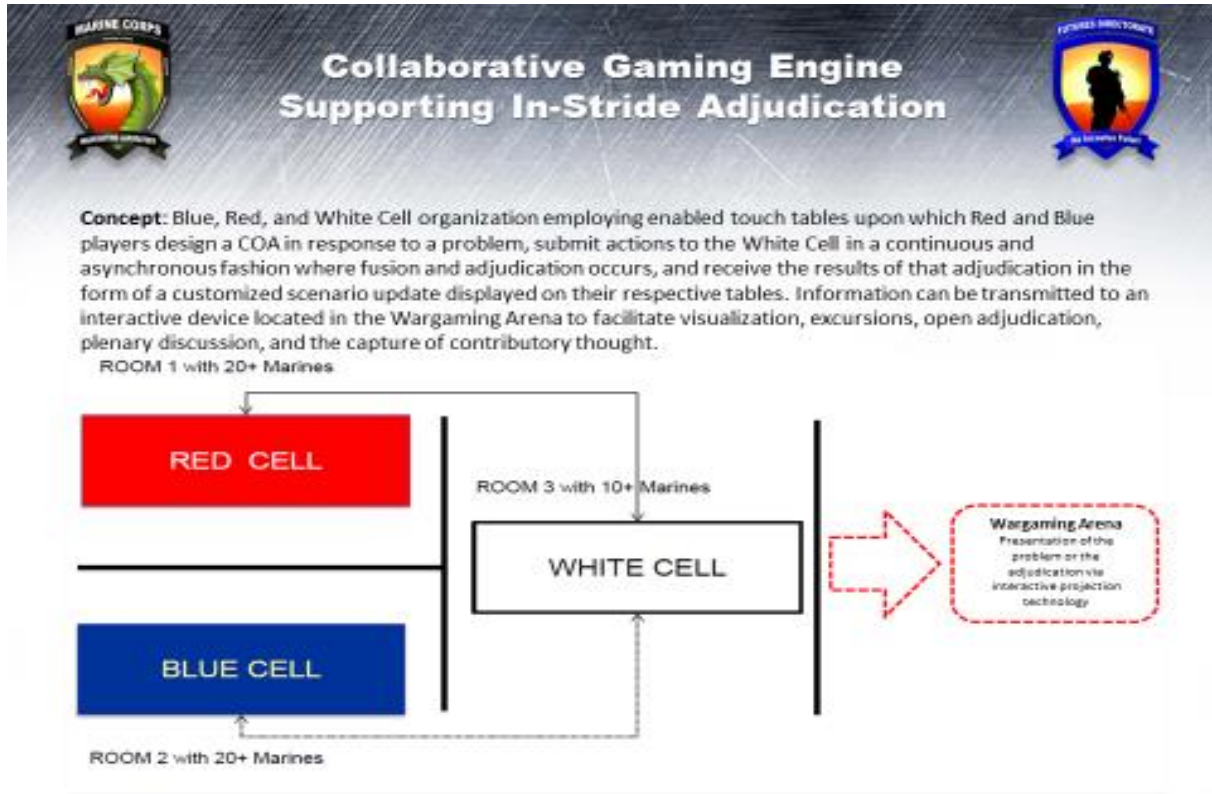 MARINE CORPS
FUTURES DIRECTORATE
Collaborative Gaming Engine
Supporting In-Stride Adjudication
Concept: Blue, Red, and White Cell organization employing enabled touch tables upon which Red and Blue
players design a COA in response to a problem, submit actions to the White Cell in a continuous and
asynchronous fashion where fusion and adjudication occurs, and receive the results of that adjudication in the
form of a customized scenario update displayed on their respective tables. Information can be transmitted to an
interactive device located in the Wargaming Arena to facilitate visualization, excursions, open adjudication,
plenary discussion, and the capture of contributory thought.
ROOM 1 with 20+ Marines
RED CELL
ROOM 3 with 10+ Marines
WHITE CELL
Wargaming Arena
Presentation of the
problem or the
adjudication via
interactive projection
technology
BLUE CELL
ROOM 2 with 20+ Marines